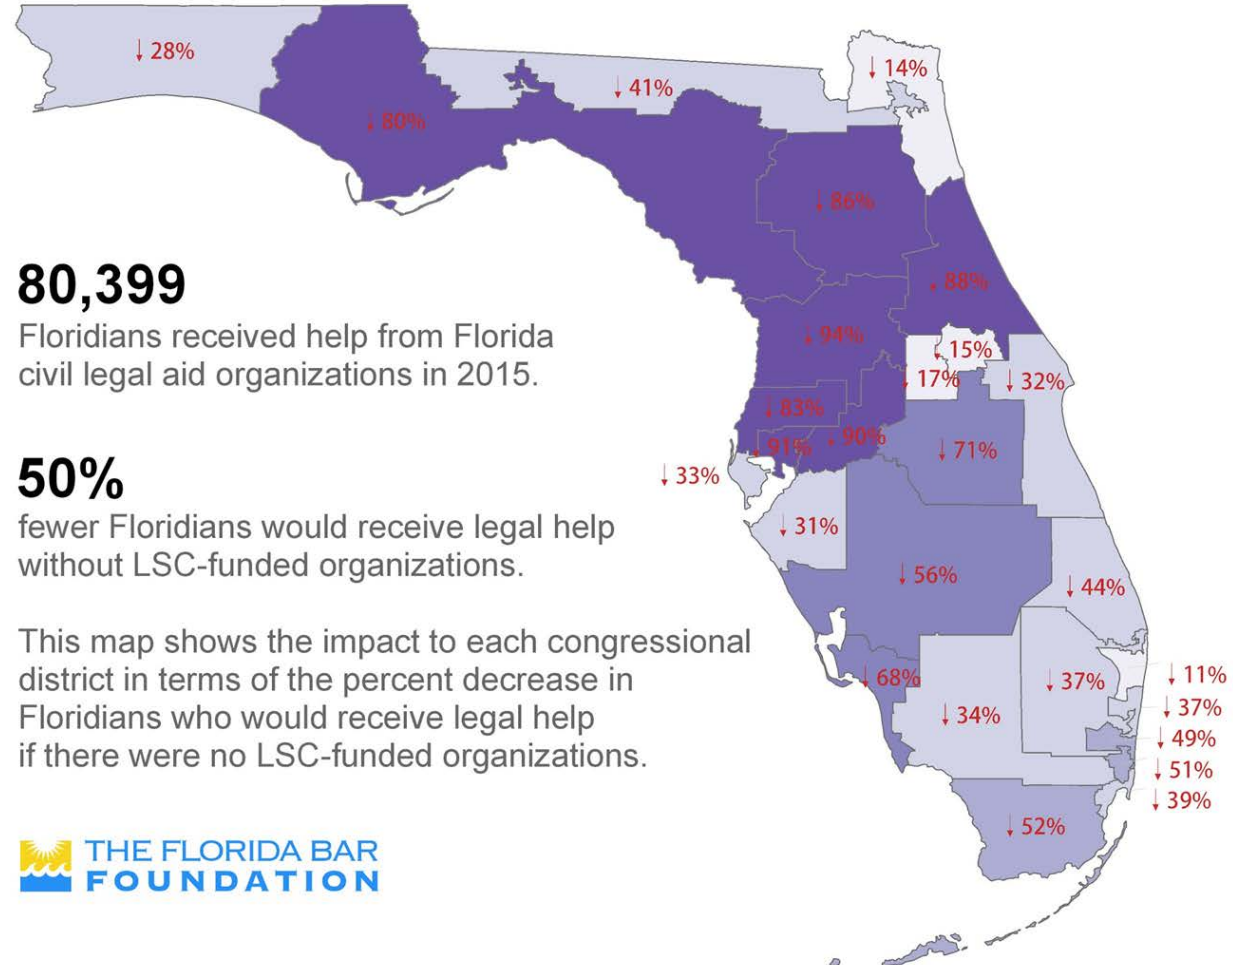 ↓ 28%
↓ 41%
↓ 14%
↓ 80%
↓ 86%
↓ 88%
↓ 94%
↓ 15%
↓ 17%
↓ 32%
↓ 83%
↓ 91%
↓ 90%
↓ 71%
↓ 33%
↓ 31%
↓ 56%
↓ 44%
↓ 68%
↓ 34%
↓ 37%
↓ 11%
↓ 37%
↓ 49%
↓ 51%
↓ 39%
↓ 52%
80,399
Floridians received help from Florida
civil legal aid organizations in 2015.
50%
fewer Floridians would receive legal help
without LSC-funded organizations.
This map shows the impact to each congressional
district in terms of the percent decrease in
Floridians who would receive legal help
if there were no LSC-funded organizations.
THE FLORIDA BAR
FOUNDATION